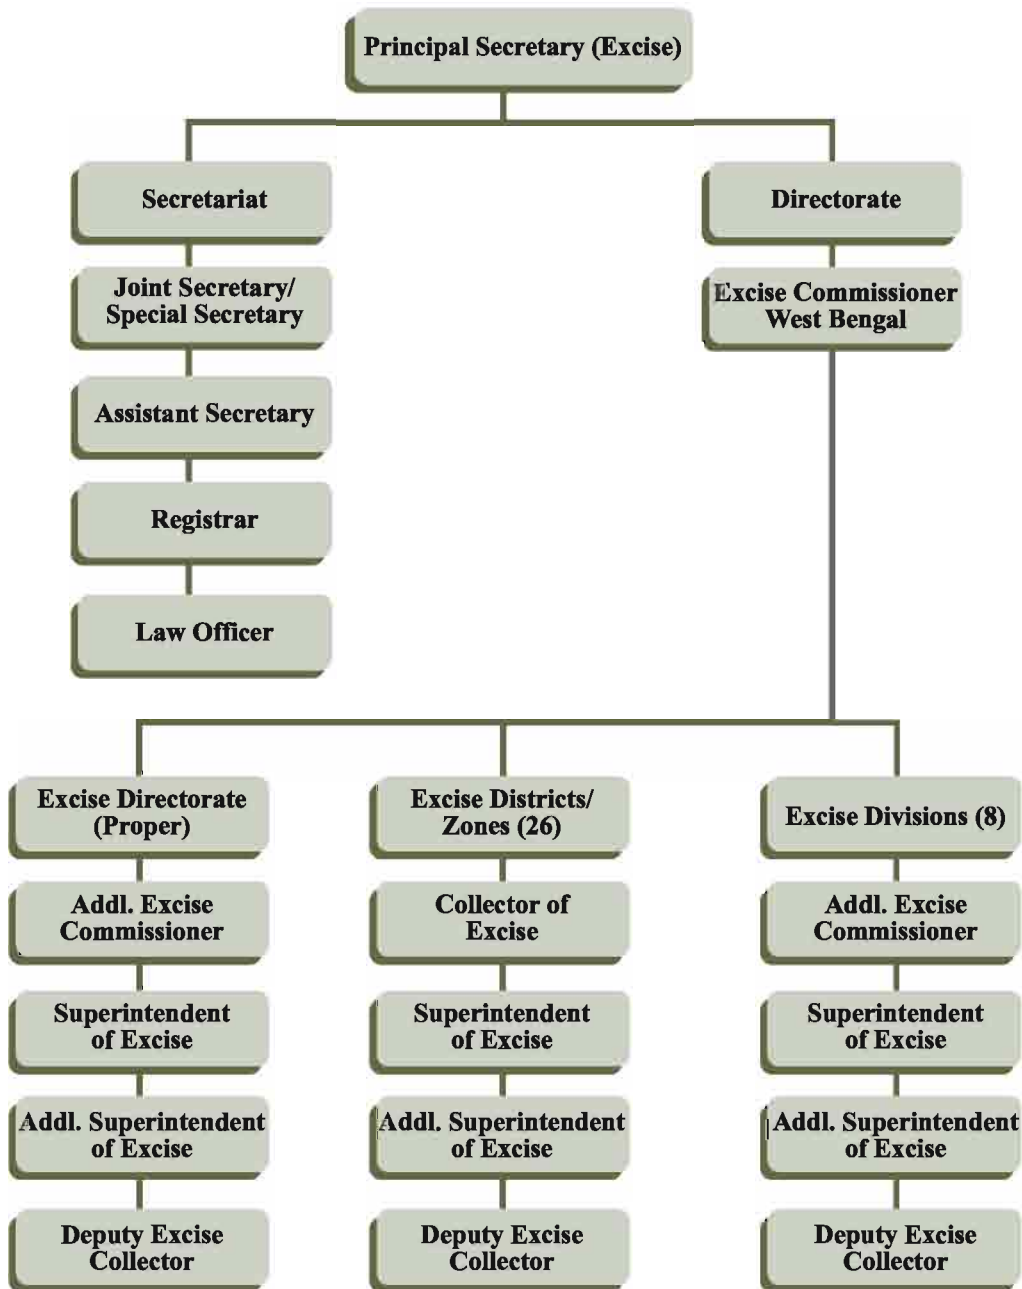 Principal Secretary (Excise)
Secretariat
Directorate
Joint Secretary/
Special Secretary
Excise Commissioner
West Bengal
Assistant Secretary
Registrar
Law Officer
Excise Directorate
(Proper)
Excise Districts/
Zones (26)
Excise Divisions (8)
Addl. Excise
Commissioner
Collector of
Excise
Addl. Excise
Commissioner
Superintendent
of Excise
Superintendent
of Excise
Superintendent
of Excise
Addl. Superintendent
of Excise
Addl. Superintendent
of Excise
Addl. Superintendent
of Excise
Deputy Excise
Collector
Deputy Excise
Collector
Deputy Excise
Collector